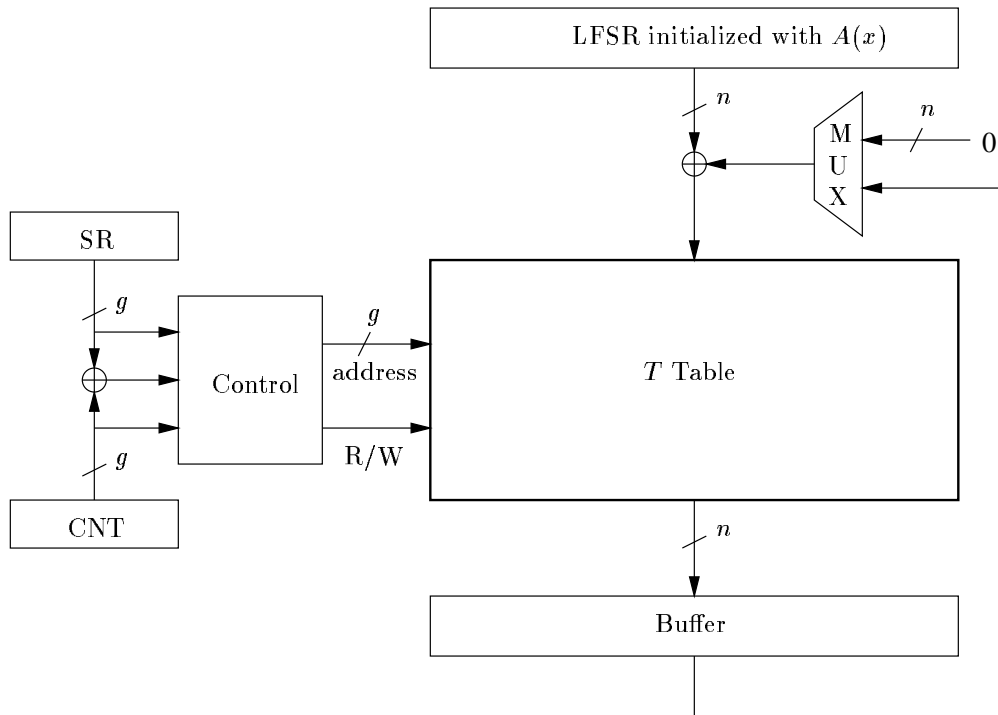 LFSR initialized with A(x)
n
n
0
M
U
X
SR
g
g
address
Control
T Table
R/W
g
CNT
n
Buffer